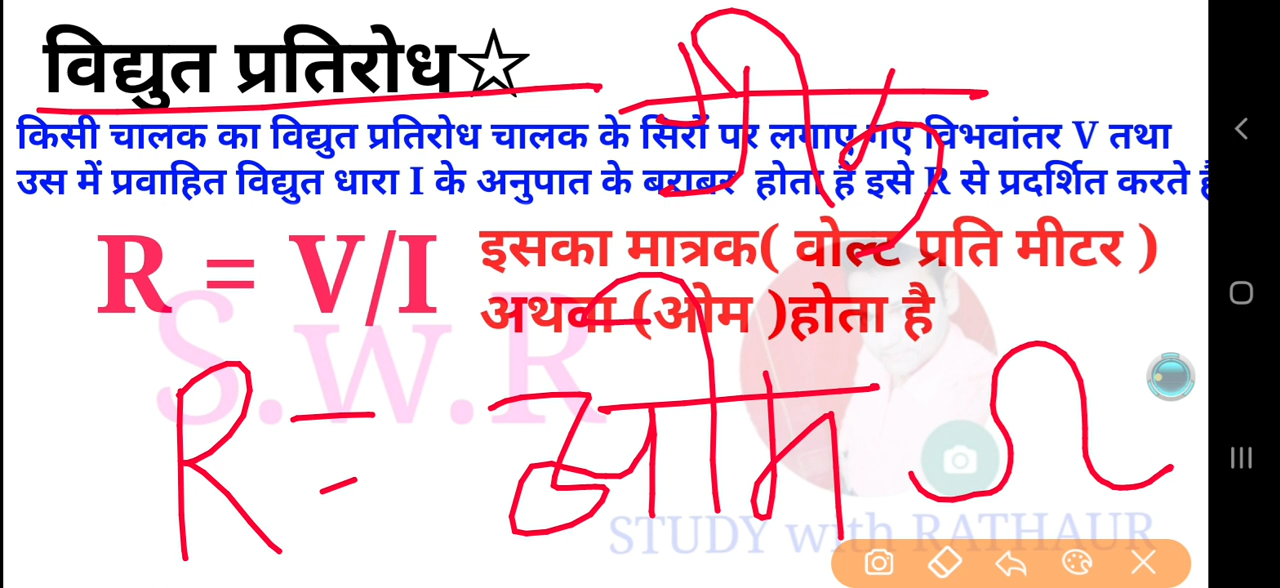 विद्युत प्रतिरोध☆
किसी चालक का विद्युत प्रतिरोध चालक के सिरों पर लगाए गए विभवांतर V तथा
उस में प्रवाहित विद्युत धारा I के अनुपात के बराबर होता है इसे R से प्रदर्शित करते है
R = V/I
इसका मात्रक( वोल्ट प्रति मीटर )
अथवा (ओम )होता है
S.W.R
R = ओम Ω
STUDY with RATHAUR